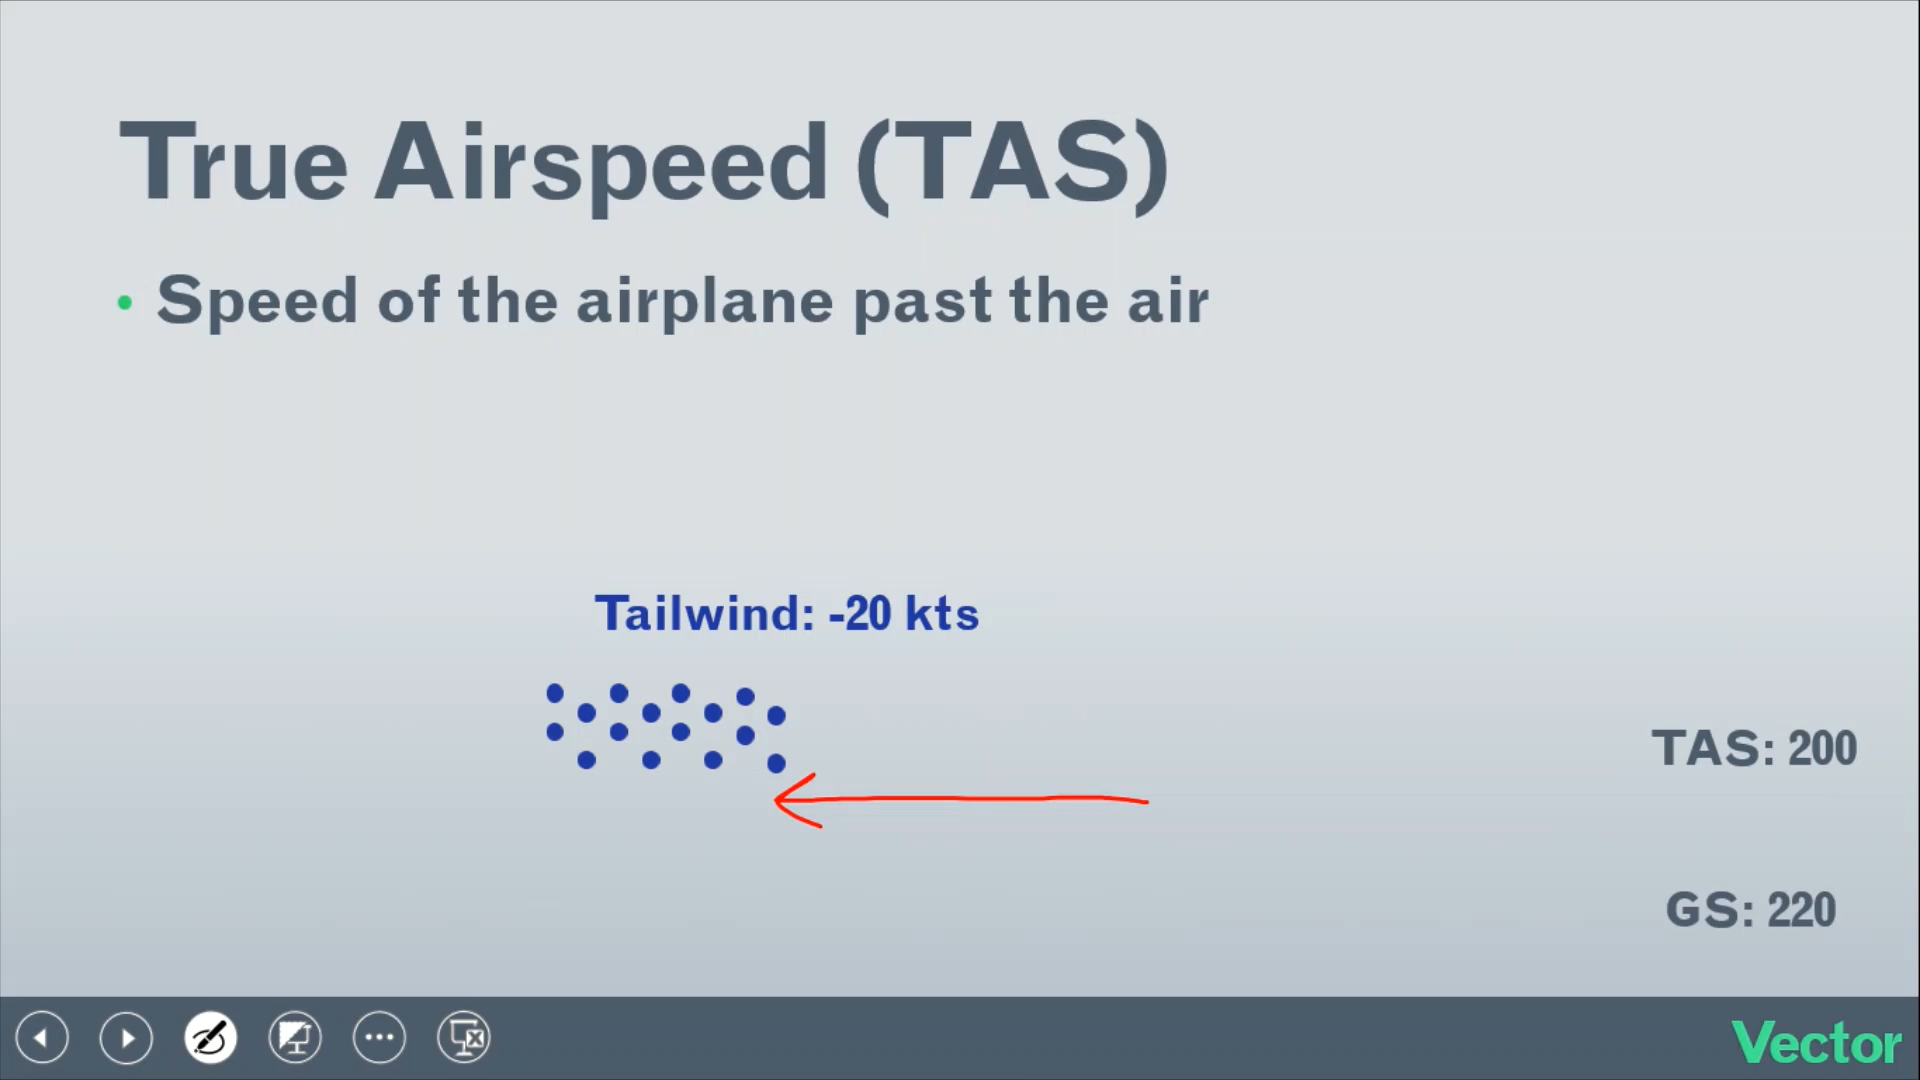 True Airspeed (TAS)
• Speed of the airplane past the air
Tailwind: -20 kts
TAS: 200
GS: 220
Vector